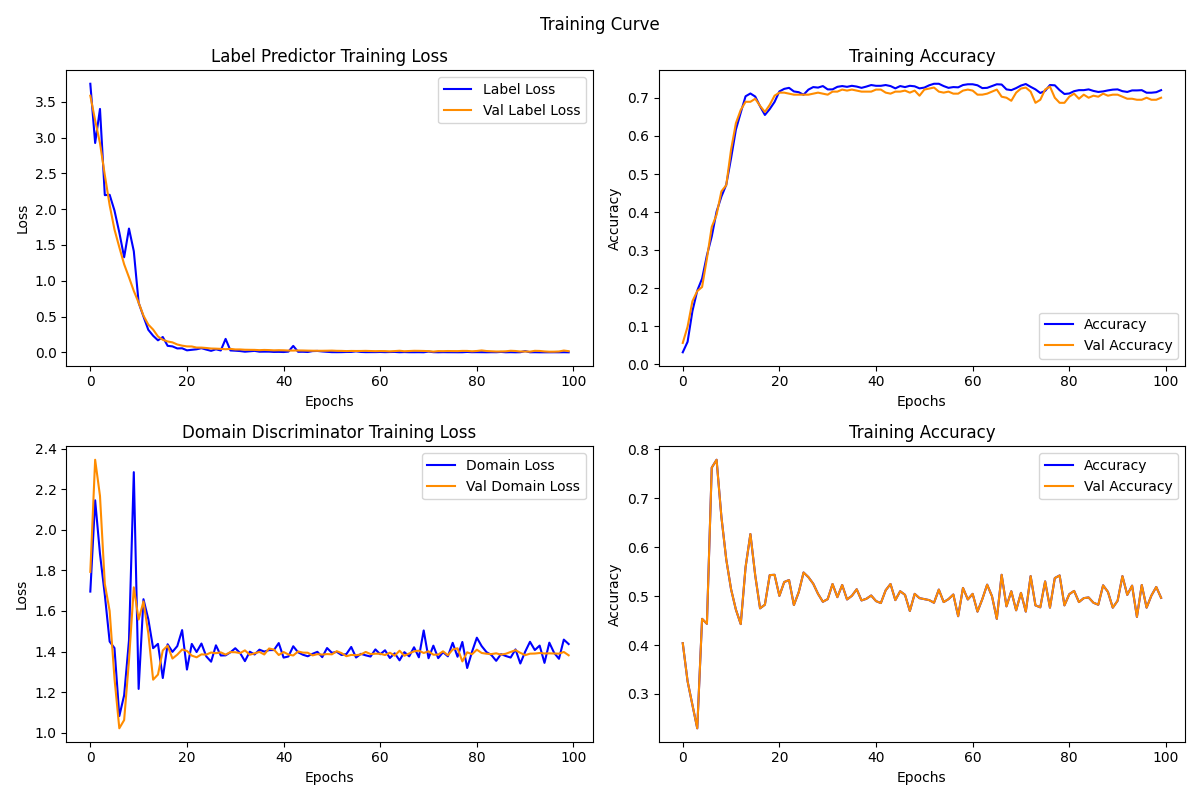 Training Curve
Label Predictor Training Loss
Loss
3.5
3.0
2.5
2.0
1.5
1.0
0.5
0.0
Label Loss
Val Label Loss
0 20 40 60 80 100
Epochs
Training Accuracy
Accuracy
0.7
0.6
0.5
0.4
0.3
0.2
0.1
0.0
Accuracy
Val Accuracy
0 20 40 60 80 100
Epochs
Domain Discriminator Training Loss
Loss
2.4
2.2
2.0
1.8
1.6
1.4
1.2
1.0
Domain Loss
Val Domain Loss
0 20 40 60 80 100
Epochs
Training Accuracy
Accuracy
0.8
0.7
0.6
0.5
0.4
0.3
Accuracy
Val Accuracy
0 20 40 60 80 100
Epochs